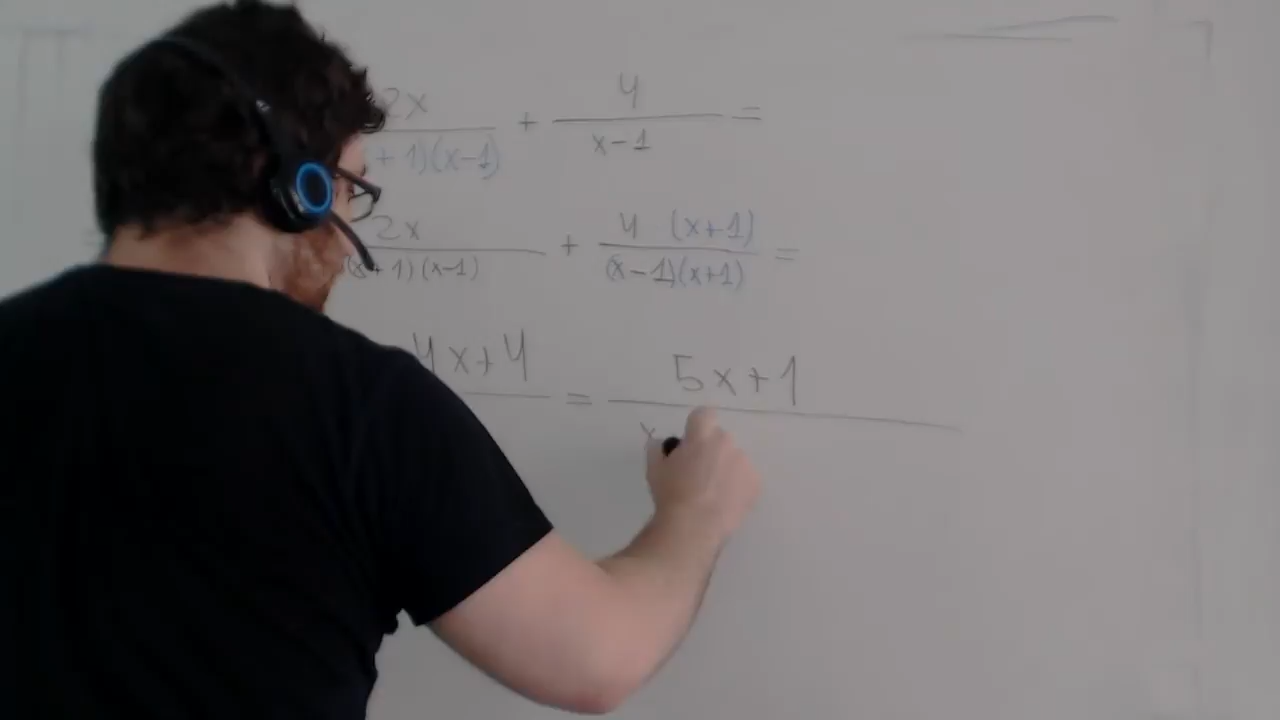 2x + 4 =
+ 1)(x-1) x-1
2x + 4 (x+1) =
(x+1)(x-1) (x-1)(x+1)
4x+4 = 5x+1
x